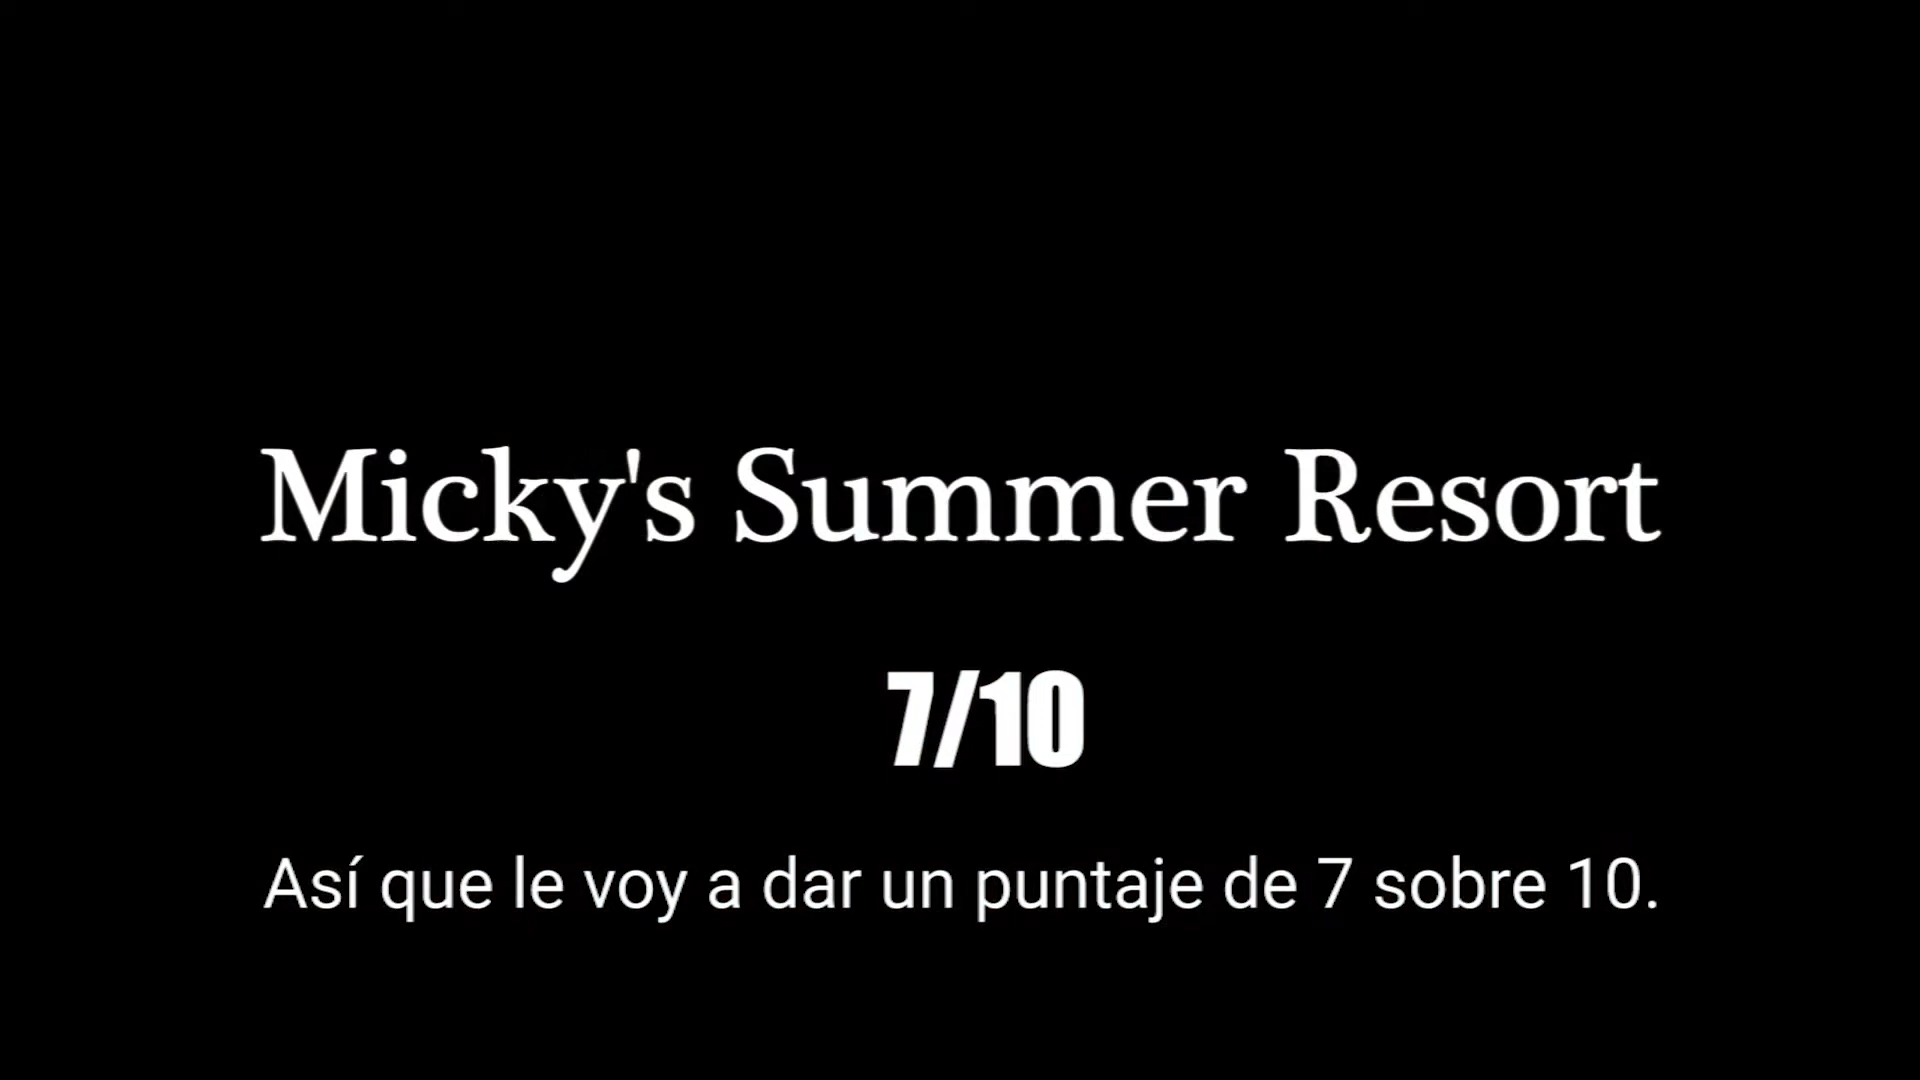 Micky's Summer Resort
7/10
Así que le voy a dar un puntaje de 7 sobre 10.